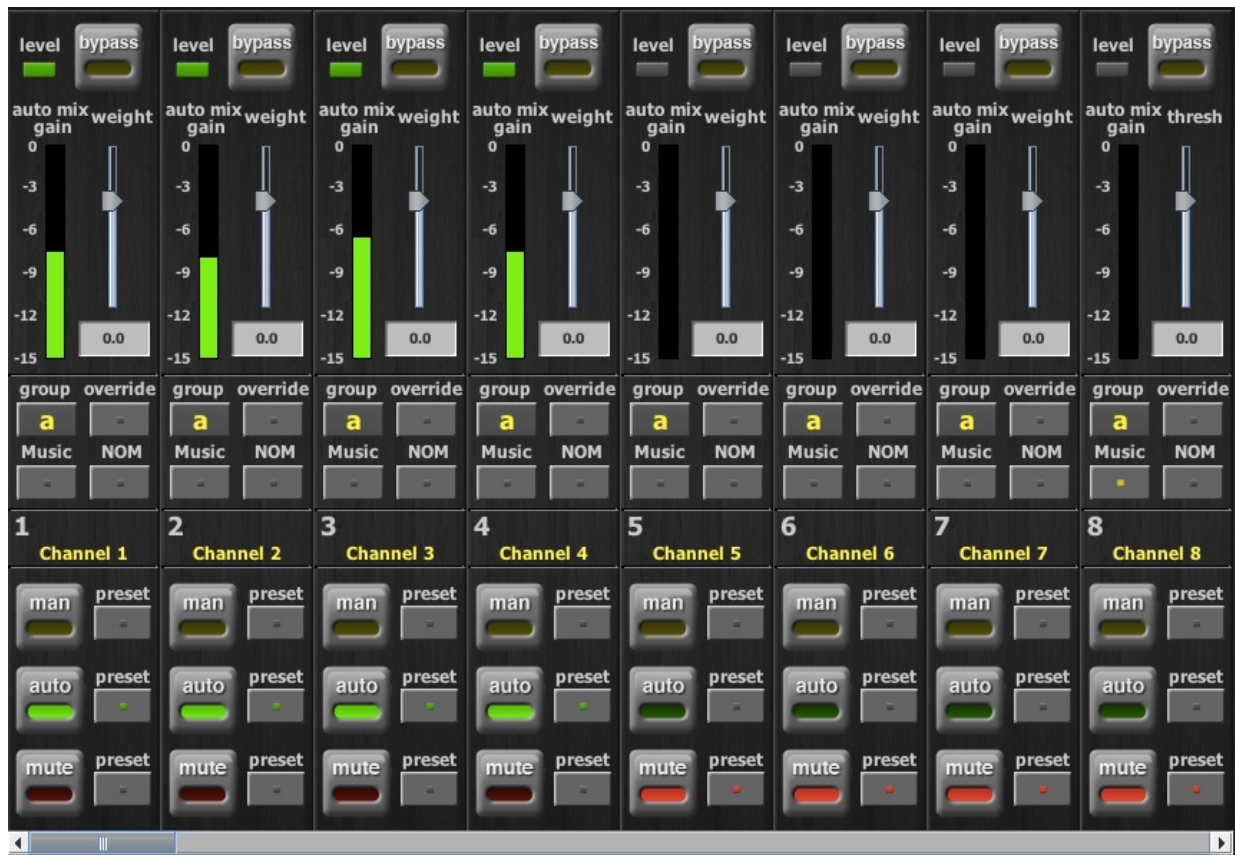 level bypass level bypass level bypass level bypass level bypass level bypass level bypass level bypass
auto mix gain weight auto mix gain weight auto mix gain weight auto mix gain weight auto mix gain weight auto mix gain weight auto mix gain weight auto mix gain thresh
0 0 0 0 0 0 0 0
-3 -3 -3 -3 -3 -3 -3 -3
-6 -6 -6 -6 -6 -6 -6 -6
-9 -9 -9 -9 -9 -9 -9 -9
-12 -12 -12 -12 -12 -12 -12 -12
0.0 0.0 0.0 0.0 0.0 0.0 0.0 0.0
-15 -15 -15 -15 -15 -15 -15 -15
group override group override group override group override group override group override group override group override
a a a a a a a a
Music NOM Music NOM Music NOM Music NOM Music NOM Music NOM Music NOM Music NOM
1 2 3 4 5 6 7 8
Channel 1 Channel 2 Channel 3 Channel 4 Channel 5 Channel 6 Channel 7 Channel 8
man preset man preset man preset man preset man preset man preset man preset man preset
auto preset auto preset auto preset auto preset auto preset auto preset auto preset auto preset
mute preset mute preset mute preset mute preset mute preset mute preset mute preset mute preset